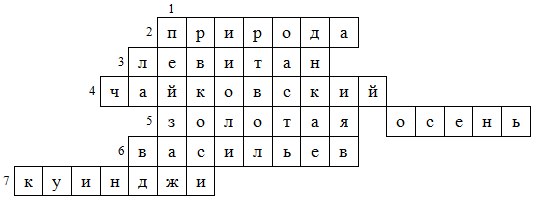 1
2 природа
3 левитан
4 чайковский
5 золотая осень
6 васильев
7 куинджи